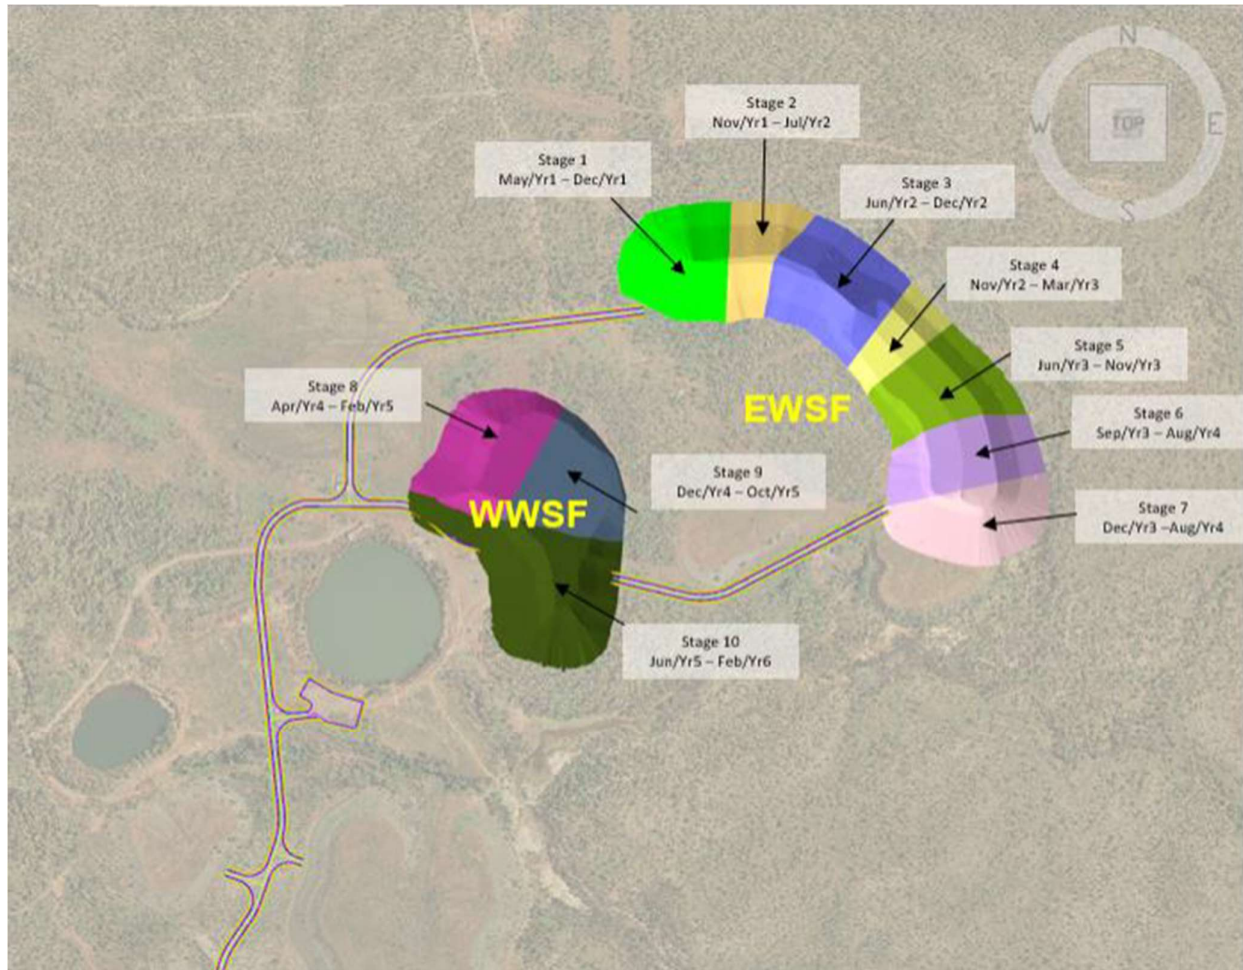 N
Stage 2
Nov/Yr1 – Jul/Yr2
W
TOP
E
Stage 1
May/Yr1 – Dec/Yr1
Stage 3
Jun/Yr2 – Dec/Yr2
S
Stage 4
Nov/Yr2 – Mar/Yr3
Stage 5
Jun/Yr3 – Nov/Yr3
Stage 8
Apr/Yr4 – Feb/Yr5
EWSF
Stage 6
Sep/Yr3 – Aug/Yr4
Stage 9
Dec/Yr4 – Oct/Yr5
WWSF
Stage 7
Dec/Yr3 –Aug/Yr4
Stage 10
Jun/Yr5 – Feb/Yr6